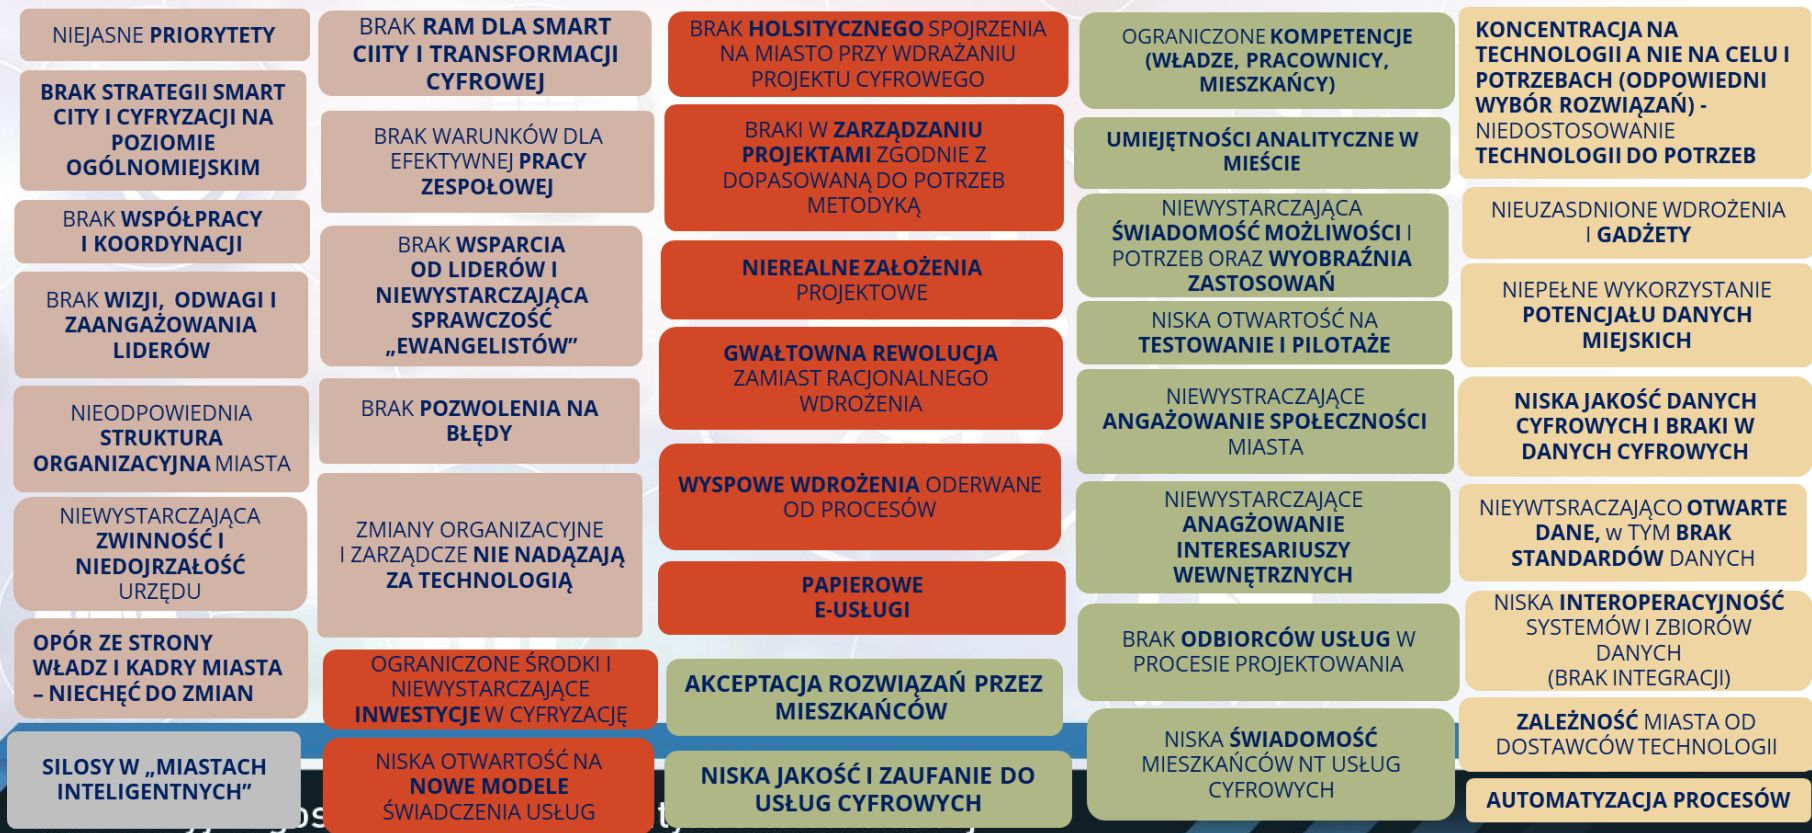 NIEJASNE PRIORYTETY
BRAK STRATEGII SMART
CITY I CYFRYZACJI NA
POZIOMIE
OGÓLNOMIEJSKIM
BRAK WSPÓŁPRACY
I KOORDYNACJI
BRAK WIZJI, ODWAGI I
ZAANGAŻOWANIA
LIDERÓW
NIEODPOWIEDNIA
STRUKTURA
ORGANIZACYJNA MIASTA
NIEWYSTARCZAJĄCA
ZWINNOŚĆ I
NIEDOJRZAŁOŚĆ
URZĘDU
OPÓR ZE STRONY
WŁADZ I KADRY MIASTA
– NIECHĘĆ DO ZMIAN
SILOSY W „MIASTACH
INTELIGENTNYCH”
BRAK RAM DLA SMART
CIITY I TRANSFORMACJI
CYFROWEJ
BRAK WARUNKÓW DLA
EFEKTYWNEJ PRACY
ZESPOŁOWEJ
BRAK WSPARCIA
OD LIDERÓW I
NIEWYSTARCZAJĄCA
SPRAWCZOŚĆ
„EWANGELISTÓW”
BRAK POZWOLENIA NA
BŁĘDY
ZMIANY ORGANIZACYJNE
I ZARZĄDCZE NIE NADĄZAJĄ
ZA TECHNOLOGIĄ
OGRANICZONE ŚRODKI I
NIEWYSTARCZAJĄCE
INWESTYCJE W CYFRYZACJĘ
NISKA OTWARTOŚĆ NA
NOWE MODELE
ŚWIADCZENIA USŁUG
BRAK HOLSITYCZNEGO SPOJRZENIA
NA MIASTO PRZY WDRAŻANIU
PROJEKTU CYFROWEGO
BRAKI W ZARZĄDZANIU
PROJEKTAMI ZGODNIE Z
DOPASOWANĄ DO POTRZEB
METODYKĄ
NIEREALNE ZAŁOŻENIA
PROJEKTOWE
GWAŁTOWNA REWOLUCJA
ZAMIAST RACJONALNEGO
WDROŻENIA
WYSPOWE WDROŻENIA ODERWANE
OD PROCESÓW
PAPIEROWE
E-USŁUGI
AKCEPTACJA ROZWIĄZAŃ PRZEZ
MIESZKAŃCÓW
NISKA JAKOŚĆ I ZAUFANIE DO
USŁUG CYFROWYCH
OGRANICZONE KOMPETENCJE
(WŁADZE, PRACOWNICY,
MIESZKAŃCY)
UMIEJĘTNOŚCI ANALITYCZNE W
MIEŚCIE
NIEWYSTARCZAJĄCA
ŚWIADOMOŚĆ MOŻLIWOŚCI I
POTRZEB ORAZ WYOBRAŹNIA
ZASTOSOWAŃ
NISKA OTWARTOŚĆ NA
TESTOWANIE I PILOTAŻE
NIEWYSTRACZAJĄCE
ANGAŻOWANIE SPOŁECZNOŚCI
MIASTA
NIEWYSTARCZAJĄCE
ANAGŻOWANIE
INTERESARIUSZY
WEWNĘTRZNYCH
BRAK ODBIORCÓW USŁUG W
PROCESIE PROJEKTOWANIA
NISKA ŚWIADOMOŚĆ
MIESZKAŃCÓW NT USŁUG
CYFROWYCH
KONCENTRACJA NA
TECHNOLOGII A NIE NA CELU I
POTRZEBACH (ODPOWIEDNI
WYBÓR ROZWIĄZAŃ) -
NIEDOSTOSOWANIE
TECHNOLOGII DO POTRZEB
NIEUZASDNIONE WDROŻENIA
I GADŻETY
NIEPEŁNE WYKORZYSTANIE
POTENCJAŁU DANYCH
MIEJSKICH
NISKA JAKOŚĆ DANYCH
CYFROWYCH I BRAKI W
DANYCH CYFROWYCH
NIEYWTSRACZAJĄCO OTWARTE
DANE, w TYM BRAK
STANDARDÓW DANYCH
NISKA INTEROPERACYJNOŚĆ
SYSTEMÓW I ZBIORÓW
DANYCH
(BRAK INTEGRACJI)
ZALEŻNOŚĆ MIASTA OD
DOSTAWCÓW TECHNOLOGII
AUTOMATYZACJA PROCESÓW